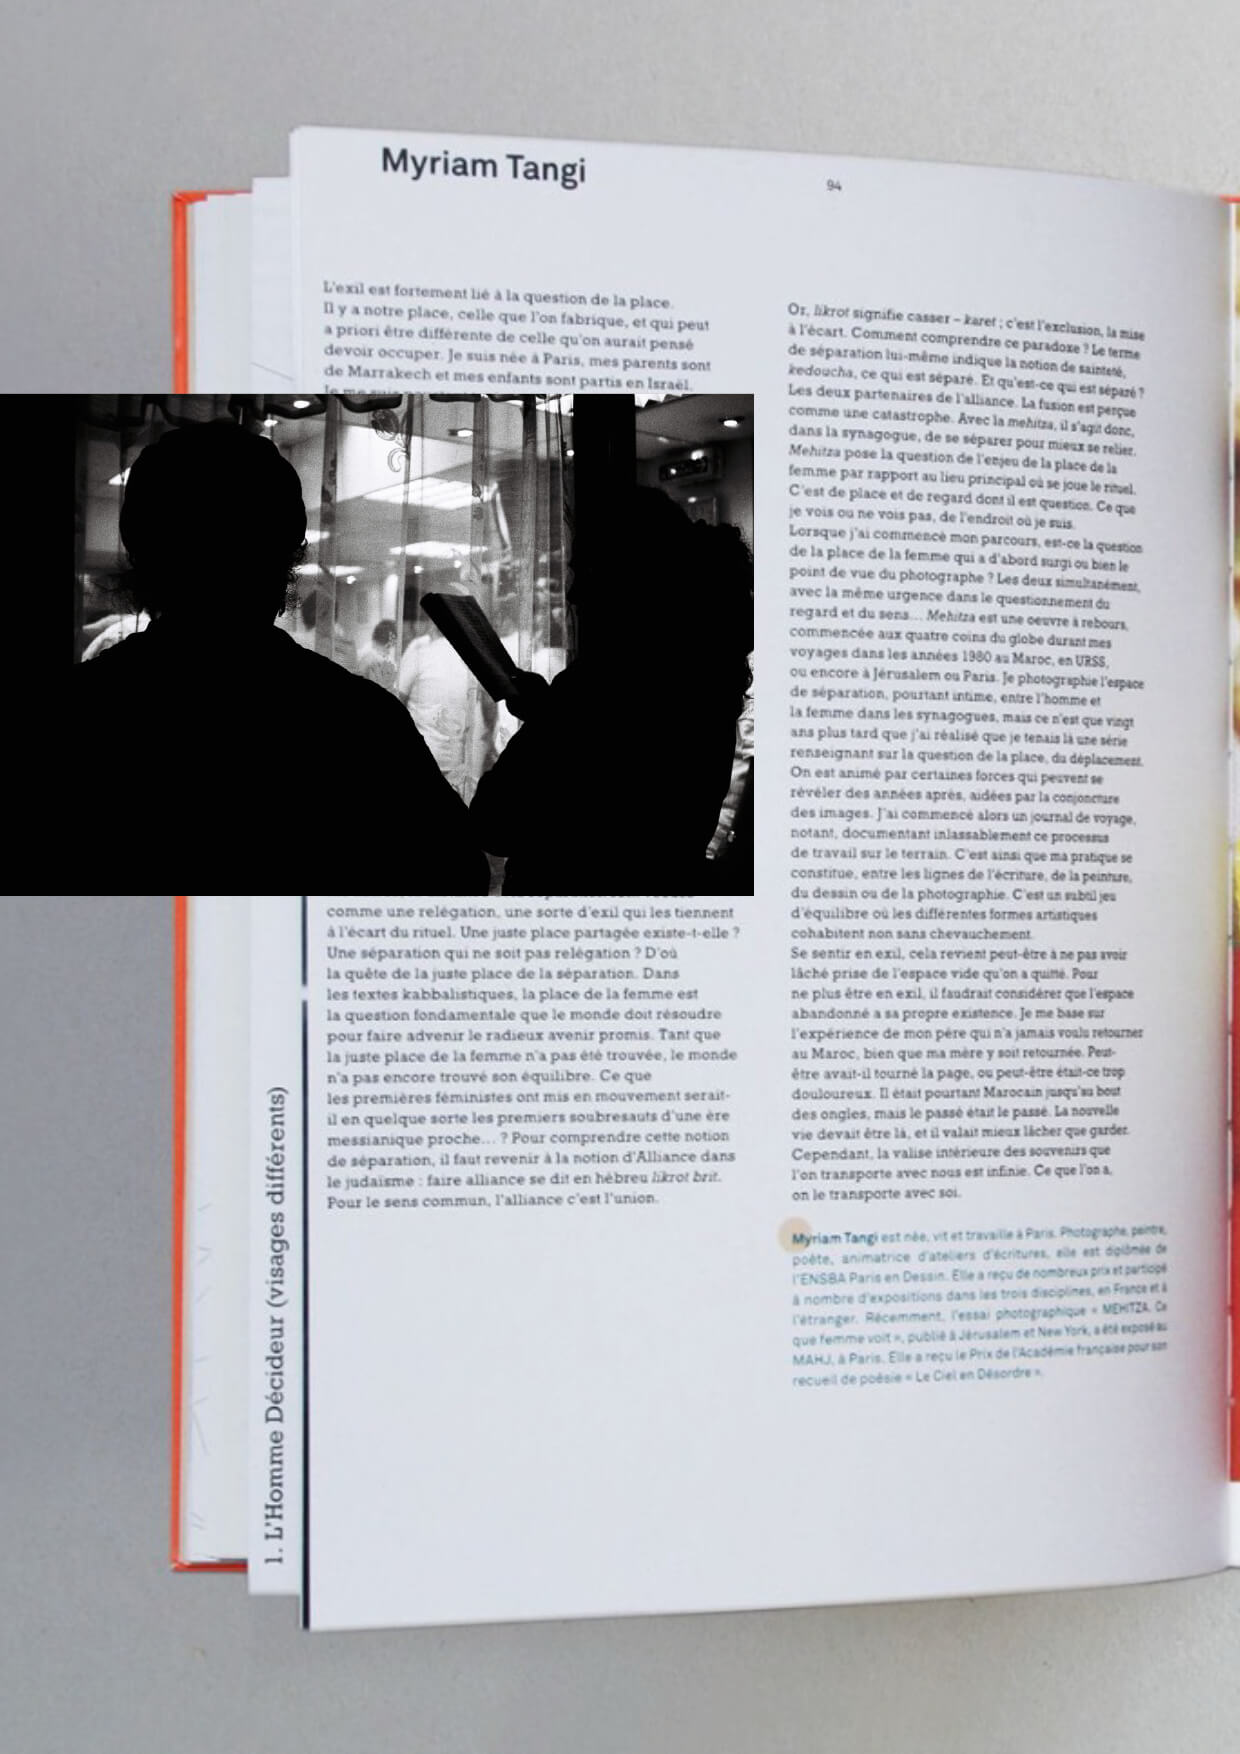 Myriam Tangi
94
L'exil est fortement lié à la question de la place.
Il y a notre place, celle que l'on fabrique, et qui peut
a priori être différente de celle qu'on aurait pensé
devoir occuper. Je suis née à Paris, mes parents sont
de Marrakech et mes enfants sont partis en Israël.
Je me suis
comme une relégation, une sorte d'exil qui les tiennent
à l'écart du rituel. Une juste place partagée existe-t-elle ?
Une séparation qui ne soit pas relégation ? D'où
la quête de la juste place de la séparation. Dans
les textes kabbalistiques, la place de la femme est
la question fondamentale que le monde doit résoudre
pour faire advenir le radieux avenir promis. Tant que
la juste place de la femme n'a pas été trouvée, le monde
n'a pas encore trouvé son équilibre. Ce que
les premières féministes ont mis en mouvement serait-
il en quelque sorte les premiers soubresauts d'une ère
messianique proche... ? Pour comprendre cette notion
de séparation, il faut revenir à la notion d'Alliance dans
le judaïsme : faire alliance se dit en hébreu likrot brit.
Pour le sens commun, l'alliance c'est l'union.
Or, likrot signifie casser – karet ; c'est l'exclusion, la mise
à l'écart. Comment comprendre ce paradoxe ? Le terme
de séparation lui-même indique la notion de sainteté,
kedoucha, ce qui est séparé. Et qu'est-ce qui est séparé ?
Les deux partenaires de l'alliance. La fusion est perçue
comme une catastrophe. Avec la mehitza, il s'agit donc,
dans la synagogue, de se séparer pour mieux se relier.
Mehitza pose la question de l'enjeu de la place de la
femme par rapport au lieu principal où se joue le rituel.
C'est de place et de regard dont il est question. Ce que
je vois ou ne vois pas, de l'endroit où je suis.
Lorsque j'ai commencé mon parcours, est-ce la question
de la place de la femme qui a d'abord surgi ou bien le
point de vue du photographe ? Les deux simultanément,
avec la même urgence dans le questionnement du
regard et du sens... Mehitza est une oeuvre à rebours,
commencée aux quatre coins du globe durant mes
voyages dans les années 1980 au Maroc, en URSS,
ou encore à Jérusalem ou Paris. Je photographie l'espace
de séparation, pourtant intime, entre l'homme et
la femme dans les synagogues, mais ce n'est que vingt
ans plus tard que j'ai réalisé que je tenais là une série
renseignant sur la question de la place, du déplacement.
On est animé par certaines forces qui peuvent se
révéler des années après, aidées par la conjoncture
des images. J'ai commencé alors un journal de voyage,
notant, documentant inlassablement ce processus
de travail sur le terrain. C'est ainsi que ma pratique se
constitue, entre les lignes de l'écriture, de la peinture,
du dessin ou de la photographie. C'est un subtil jeu
d'équilibre où les différentes formes artistiques
cohabitent non sans chevauchement.
Se sentir en exil, cela revient peut-être à ne pas avoir
lâché prise de l'espace vide qu'on a quitté. Pour
ne plus être en exil, il faudrait considérer que l'espace
abandonné a sa propre existence. Je me base sur
l'expérience de mon père qui n'a jamais voulu retourner
au Maroc, bien que ma mère y soit retournée. Peut-
être avait-il tourné la page, ou peut-être était-ce trop
douloureux. Il était pourtant Marocain jusqu'au bout
des ongles, mais le passé était le passé. La nouvelle
vie devait être là, et il valait mieux lâcher que garder.
Cependant, la valise intérieure des souvenirs que
l'on transporte avec nous est infinie. Ce que l'on a,
on le transporte avec soi.
Myriam Tangi est née, vit et travaille à Paris. Photographe, peintre,
poète, animatrice d'ateliers d'écritures, elle est diplômée de
l'ENSBA Paris en Dessin. Elle a reçu de nombreux prix et participé
à nombre d'expositions dans les trois disciplines, en France et à
l'étranger. Récemment, l'essai photographique « MEHITZA. Ce
que femme voit », publié à Jérusalem et New York, a été exposé au
MAHJ, à Paris. Elle a reçu le Prix de l'Académie française pour son
recueil de poésie « Le Ciel en Désordre ».
1. L'Homme Décideur (visages différents)